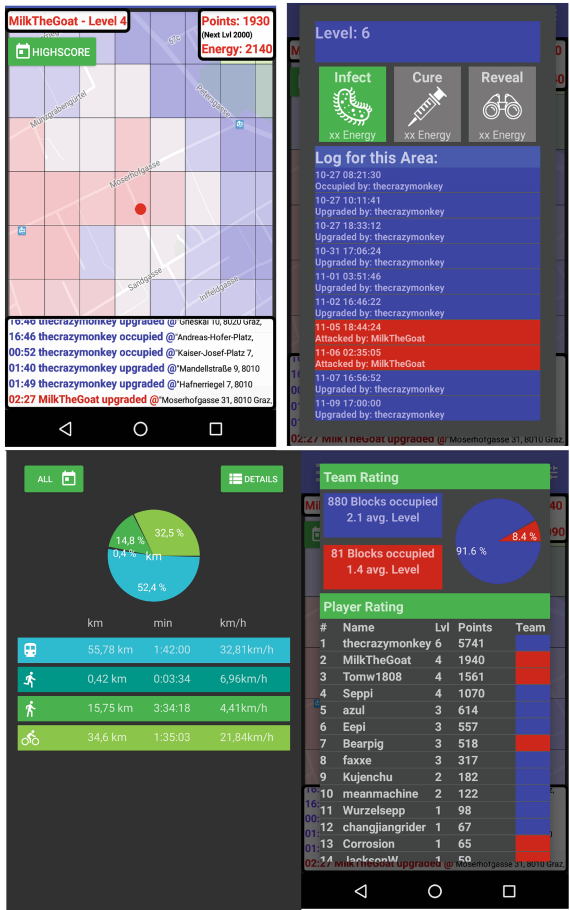 MilkTheGoat - Level 4
Points: 1930
(Next Lvl 2000)
Energy: 2140
HIGHSCORE
Münzgrabengürtel
Petersgasse
Moserhofgasse
Sandgasse
Inffeldgasse
16:46 thecrazymonkey upgraded @"Grieskai 10, 8020 Graz,
16:46 thecrazymonkey occupied @"Andreas-Hofer-Platz,
00:52 thecrazymonkey occupied @"Kaiser-Josef-Platz 7,
01:40 thecrazymonkey upgraded @"Mandellstraße 9, 8010
01:49 thecrazymonkey upgraded @"Hafnerriegel 7, 8010
02:27 MilkTheGoat upgraded @"Moserhofgasse 31, 8010 Graz,
Level: 6
Infect
xx Energy
Cure
xx Energy
Reveal
xx Energy
Log for this Area:
10-27 08:21:30
Occupied by: thecrazymonkey
10-27 10:11:41
Upgraded by: thecrazymonkey
10-27 18:33:12
Upgraded by: thecrazymonkey
10-31 17:06:24
Upgraded by: thecrazymonkey
11-01 03:51:46
Upgraded by: thecrazymonkey
11-02 16:46:22
Upgraded by: thecrazymonkey
11-05 18:44:24
Attacked by: MilkTheGoat
11-06 02:35:05
Attacked by: MilkTheGoat
11-07 16:56:52
Upgraded by: thecrazymonkey
11-09 17:00:00
Upgraded by: thecrazymonkey
02:27 MilkTheGoat upgraded @"Moserhofgasse 31, 8010 Graz,
ALL
DETAILS
32,5 %
14,8 %
0,4 %
km
52,4 %
km min km/h
55,78 km 1:42:00 32,81km/h
0,42 km 0:03:34 6,96km/h
15,75 km 3:34:18 4,41km/h
34,6 km 1:35:03 21,84km/h
Team Rating
880 Blocks occupied
2.1 avg. Level
81 Blocks occupied
1.4 avg. Level
91.6 %
8.4 %
Player Rating
# Name Lvl Points Team
1 thecrazymonkey 6 5741
2 MilkTheGoat 4 1940
3 Tomw1808 4 1561
4 Seppi 4 1070
5 azul 3 614
6 Eepi 3 557
7 Bearpig 3 518
8 faxxe 3 317
9 Kujenchu 2 182
10 meanmachine 2 122
11 Wurzelsepp 1 98
12 changjiangrider 1 67
13 Corrosion 1 65
14 JacksonW 1 59
02:27 MilkTheGoat upgraded @"Moserhofgasse 31, 8010 Graz,